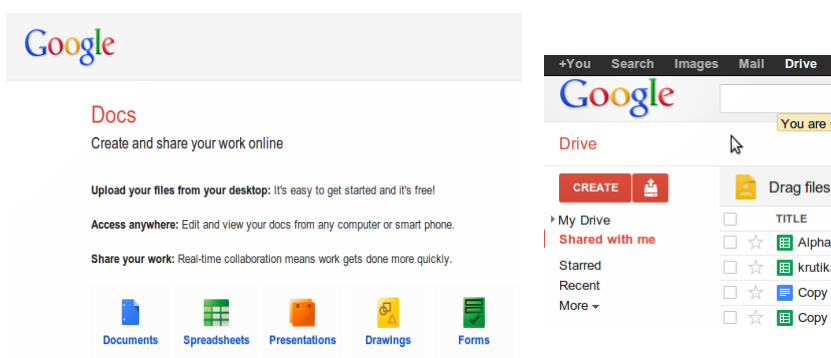 Google
Docs
Create and share your work online
Upload your files from your desktop: It's easy to get started and it's free!
Access anywhere: Edit and view your docs from any computer or smart phone.
Share your work: Real-time collaboration means work gets done more quickly.
Documents Spreadsheets Presentations Drawings Forms
+You Search Images Mail Drive
Google
You are
Drive
CREATE
Drag files
My Drive
TITLE
Shared with me
Alpha
Starred
krutika
Recent
Copy
More
Copy